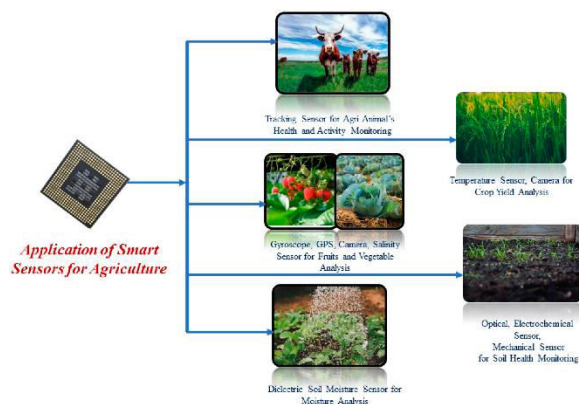 Tracking Sensor for Agri Animal's
Health and Activity Monitoring
Temperature Sensor, Camera for
Crop Yield Analysis
Application of Smart
Sensors for Agriculture
Gyroscope, GPS, Camera, Salinity
Sensor for Fruits and Vegetable
Analysis
Optical, Electrochemical
Sensor,
Mechanical Sensor
for Soil Health Monitoring
Dielectric Soil Moisture Sensor for
Moisture Analysis